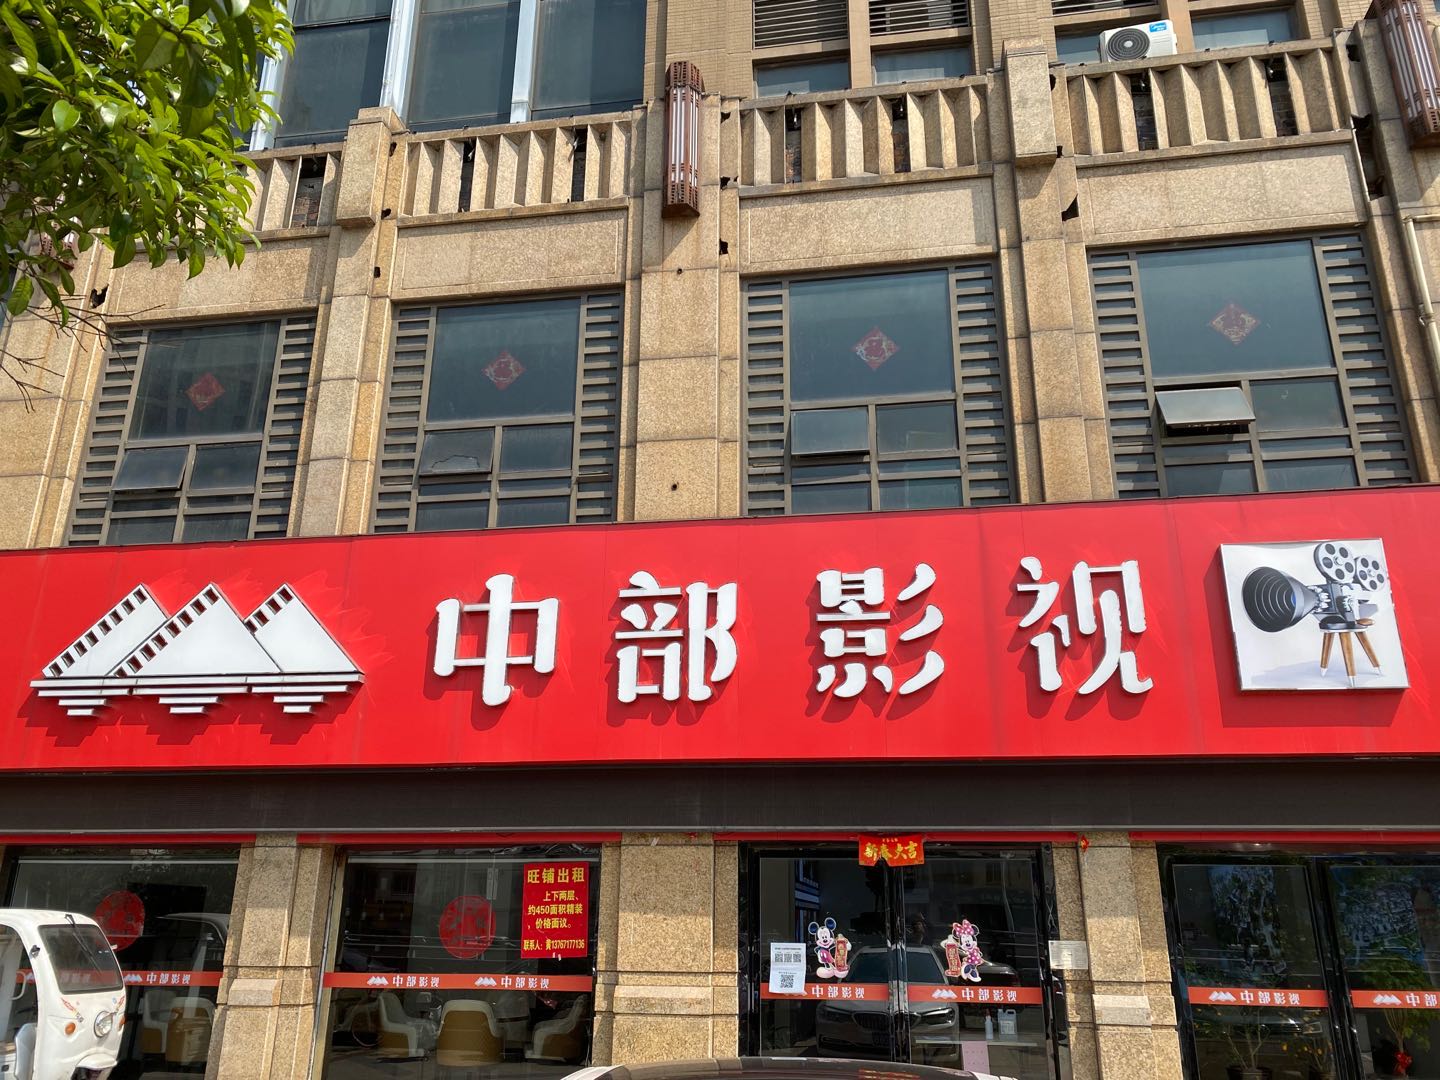 中部影视
新春大吉
旺铺出租
上下两层、
约450面积精装
，价格面议。
联系人：黄13767177136
中部影视
中部影视
中部影视
中部影视
中部影视
中部影视
中部